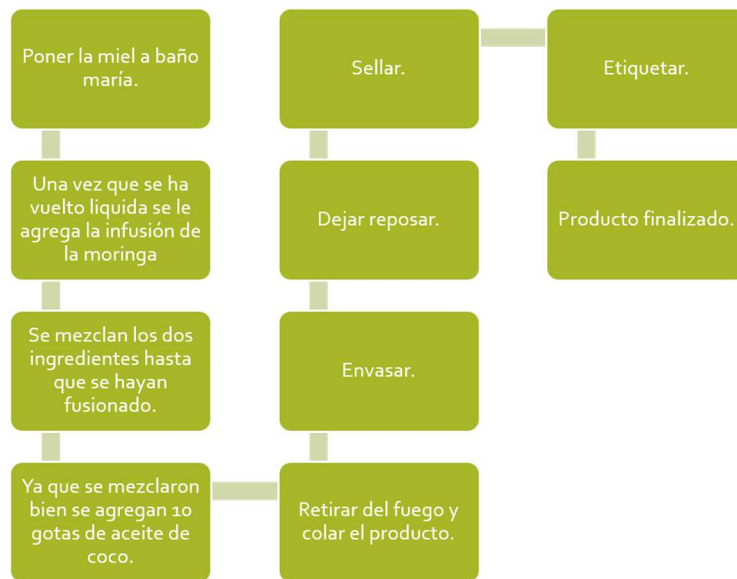 Poner la miel a baño
maría.
Una vez que se ha
vuelto liquida se le
agrega la infusión de
la moringa
Se mezclan los dos
ingredientes hasta
que se hayan
fusionado.
Ya que se mezclaron
bien se agregan 10
gotas de aceite de
coco.
Retirar del fuego y
colar el producto.
Envasar.
Dejar reposar.
Sellar.
Etiquetar.
Producto finalizado.